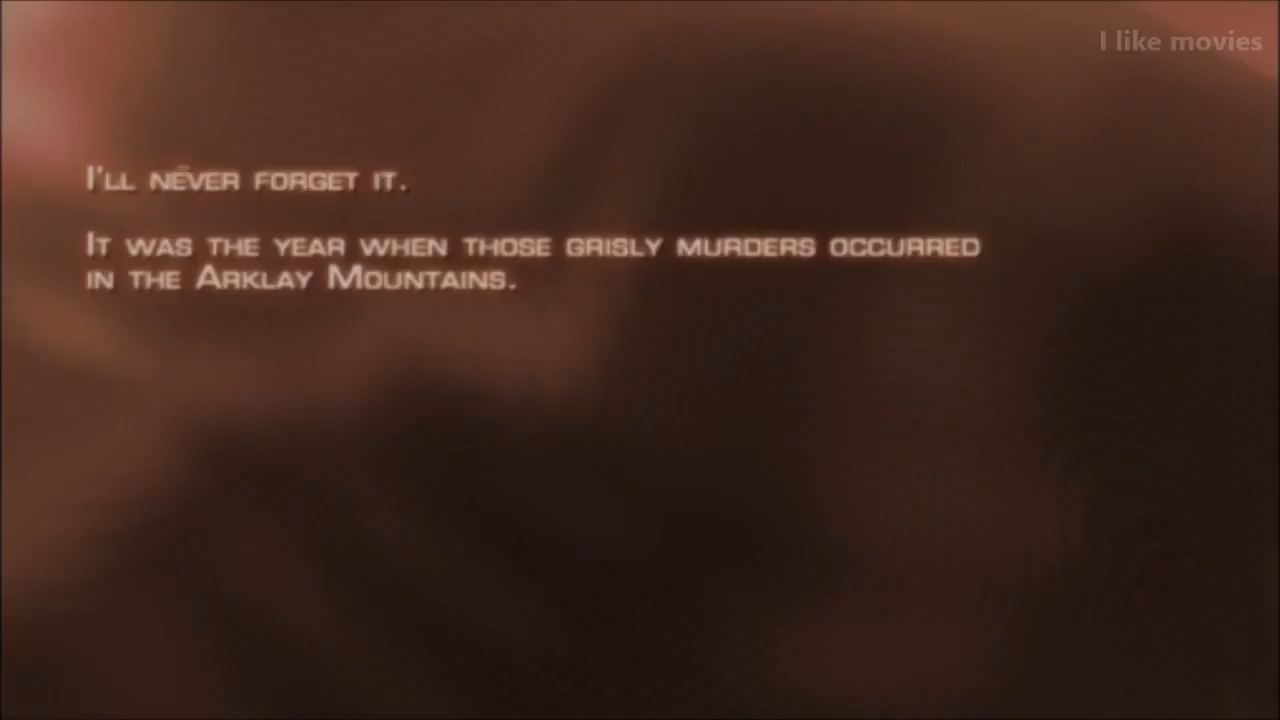 I like movies
I'll never forget it.
It was the year when those grisly murders occurred
in the Arklay Mountains.